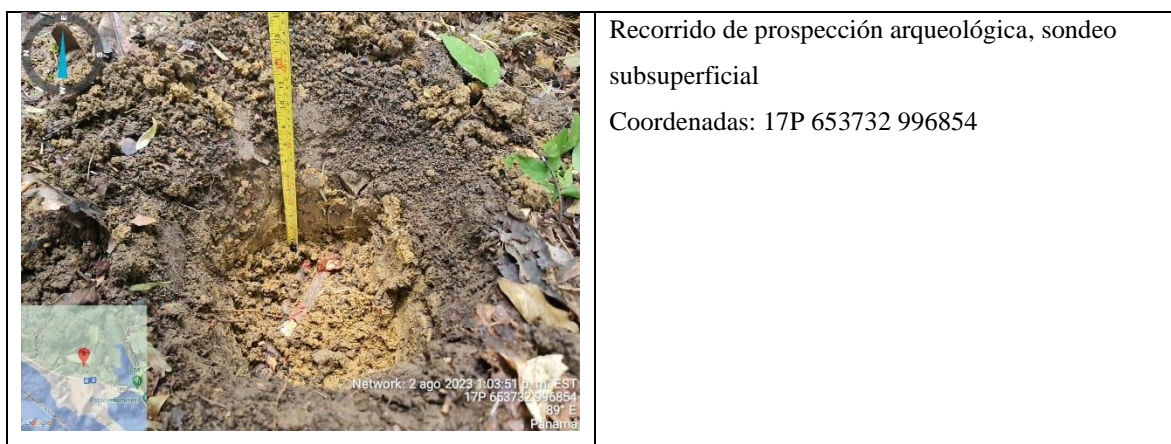 Recorrido de prospección arqueológica, sondeo
subsuperficial
Coordenadas: 17P 653732 996854
Network: 2 ago 2023 1:03:51 p. m. EST
17P 653732 996854
89° E
Panamá
Google